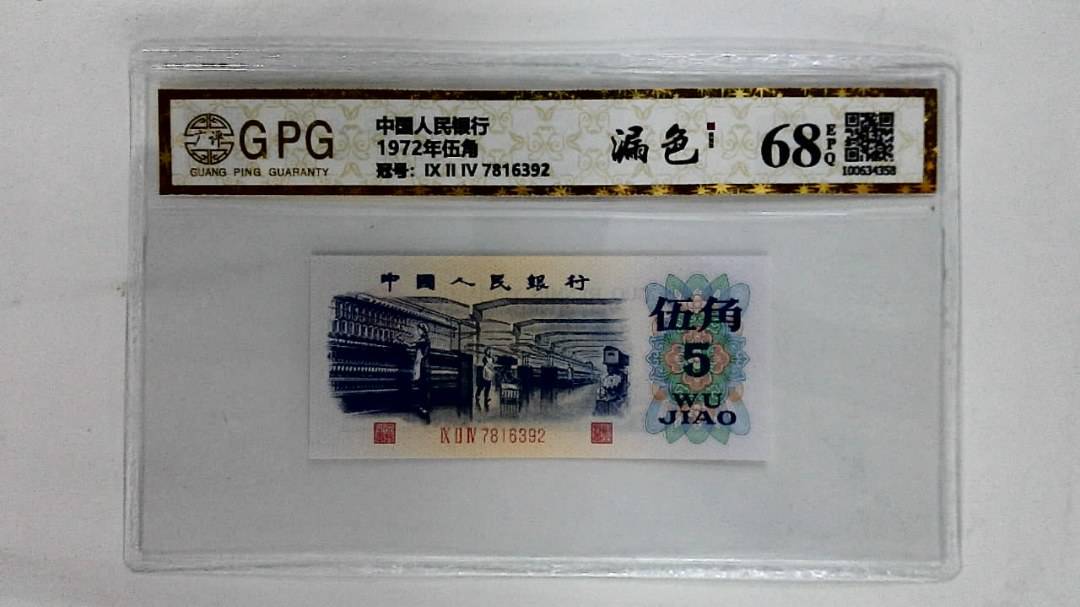 GPG
GUANG PING GUARANTY
中国人民银行
1972年伍角
冠号: IX II IV 7816392
漏色
68
EPQ
100634358
中國人民銀行
伍角
5
WU
JIAO
IX II IV 7816392